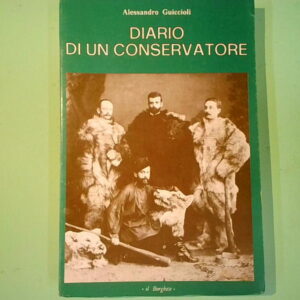 Alessandro Guiccioli
DIARIO
DI UN CONSERVATORE
- il Borghese -